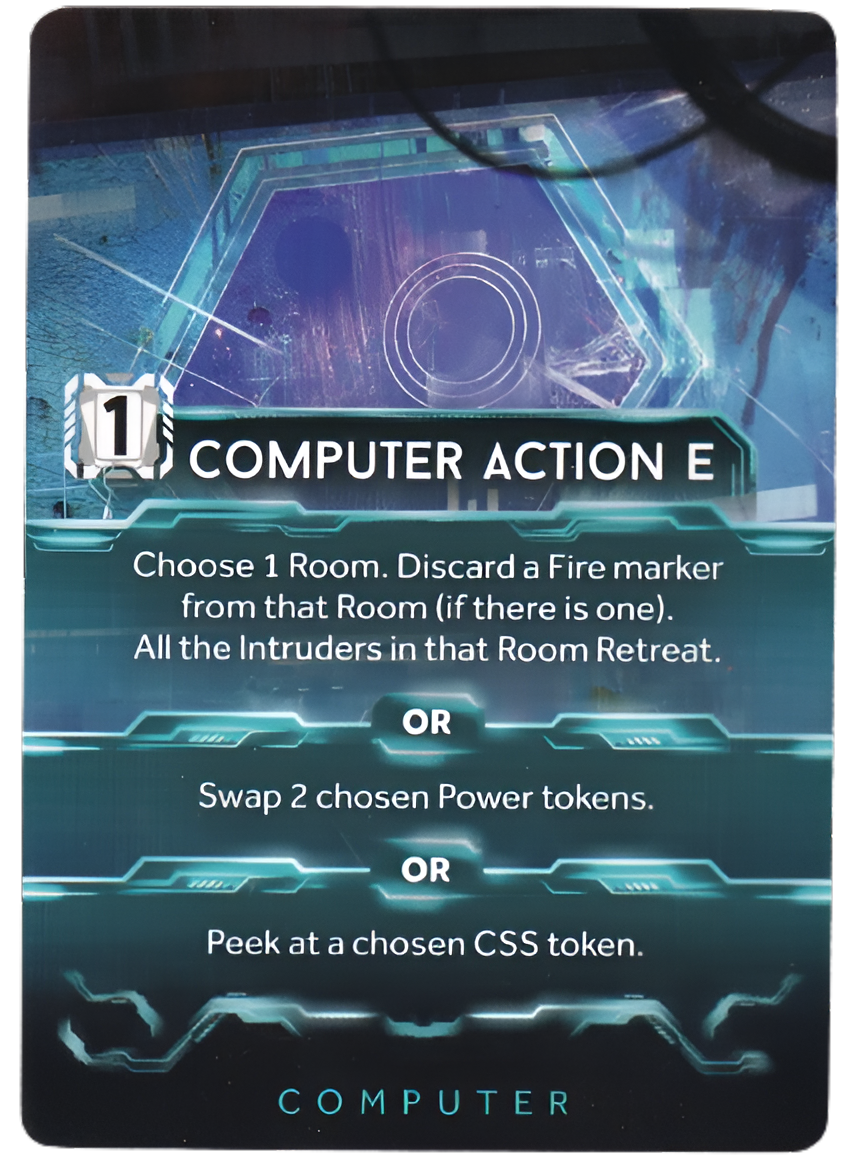 1
COMPUTER ACTION E
Choose 1 Room. Discard a Fire marker
from that Room (if there is one).
All the Intruders in that Room Retreat.
OR
Swap 2 chosen Power tokens.
OR
Peek at a chosen CSS token.
COMPUTER